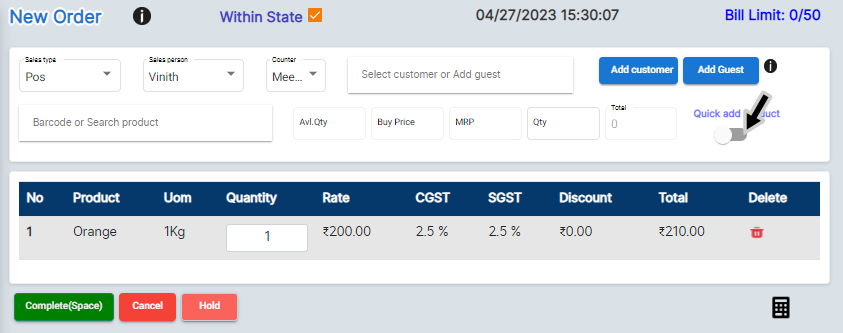 New Order i Within State 04/27/2023 15:30:07 Bill Limit: 0/50
Sales type Sales person Counter
Pos Vinith Mee... Select customer or Add guest Add customer Add Guest i
Barcode or Search product Avl.Qty Buy Price MRP Qty Total 0 Quick add
No Product Uom Quantity Rate CGST SGST Discount Total Delete
1 Orange 1Kg 1 ₹200.00 2.5 % 2.5 % ₹0.00 ₹210.00
Complete(Space) Cancel Hold